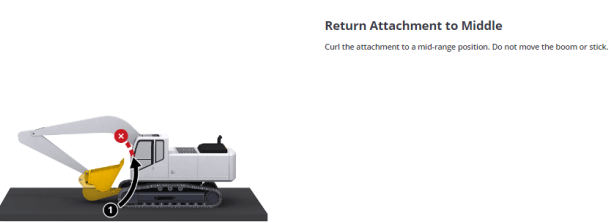 Return Attachment to Middle
Curl the attachment to a mid-range position. Do not move the boom or stick.
1